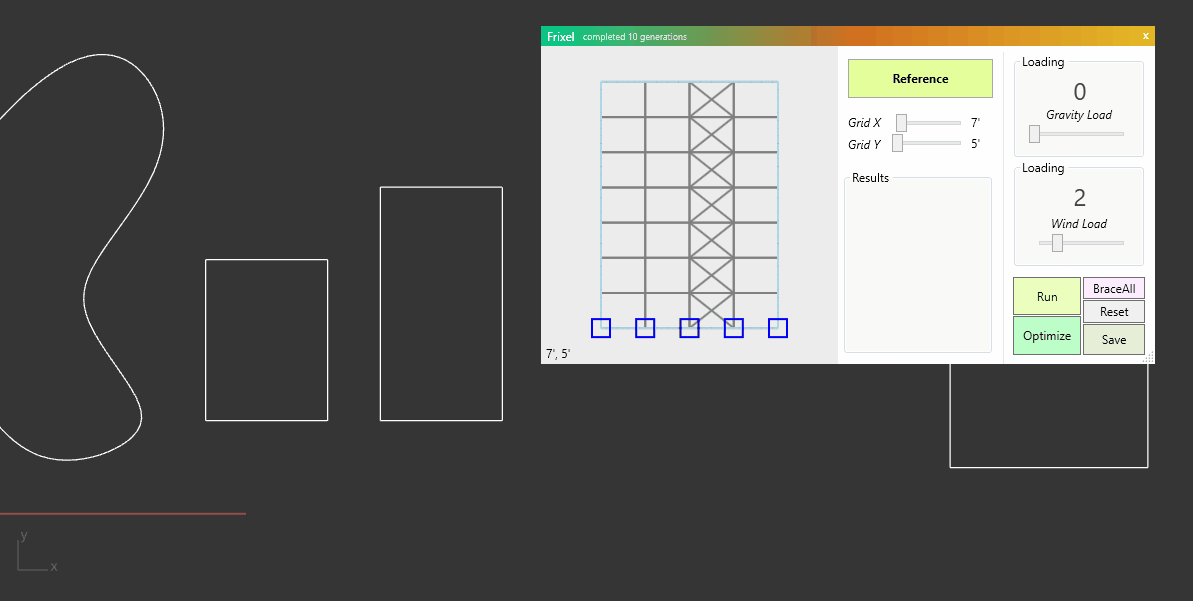 Frixel completed 10 generations x
Reference
Grid X 7'
Grid Y 5'
Results
7', 5'
Loading
0
Gravity Load
Loading
2
Wind Load
Run
BraceAll
Reset
Optimize
Save
y
x